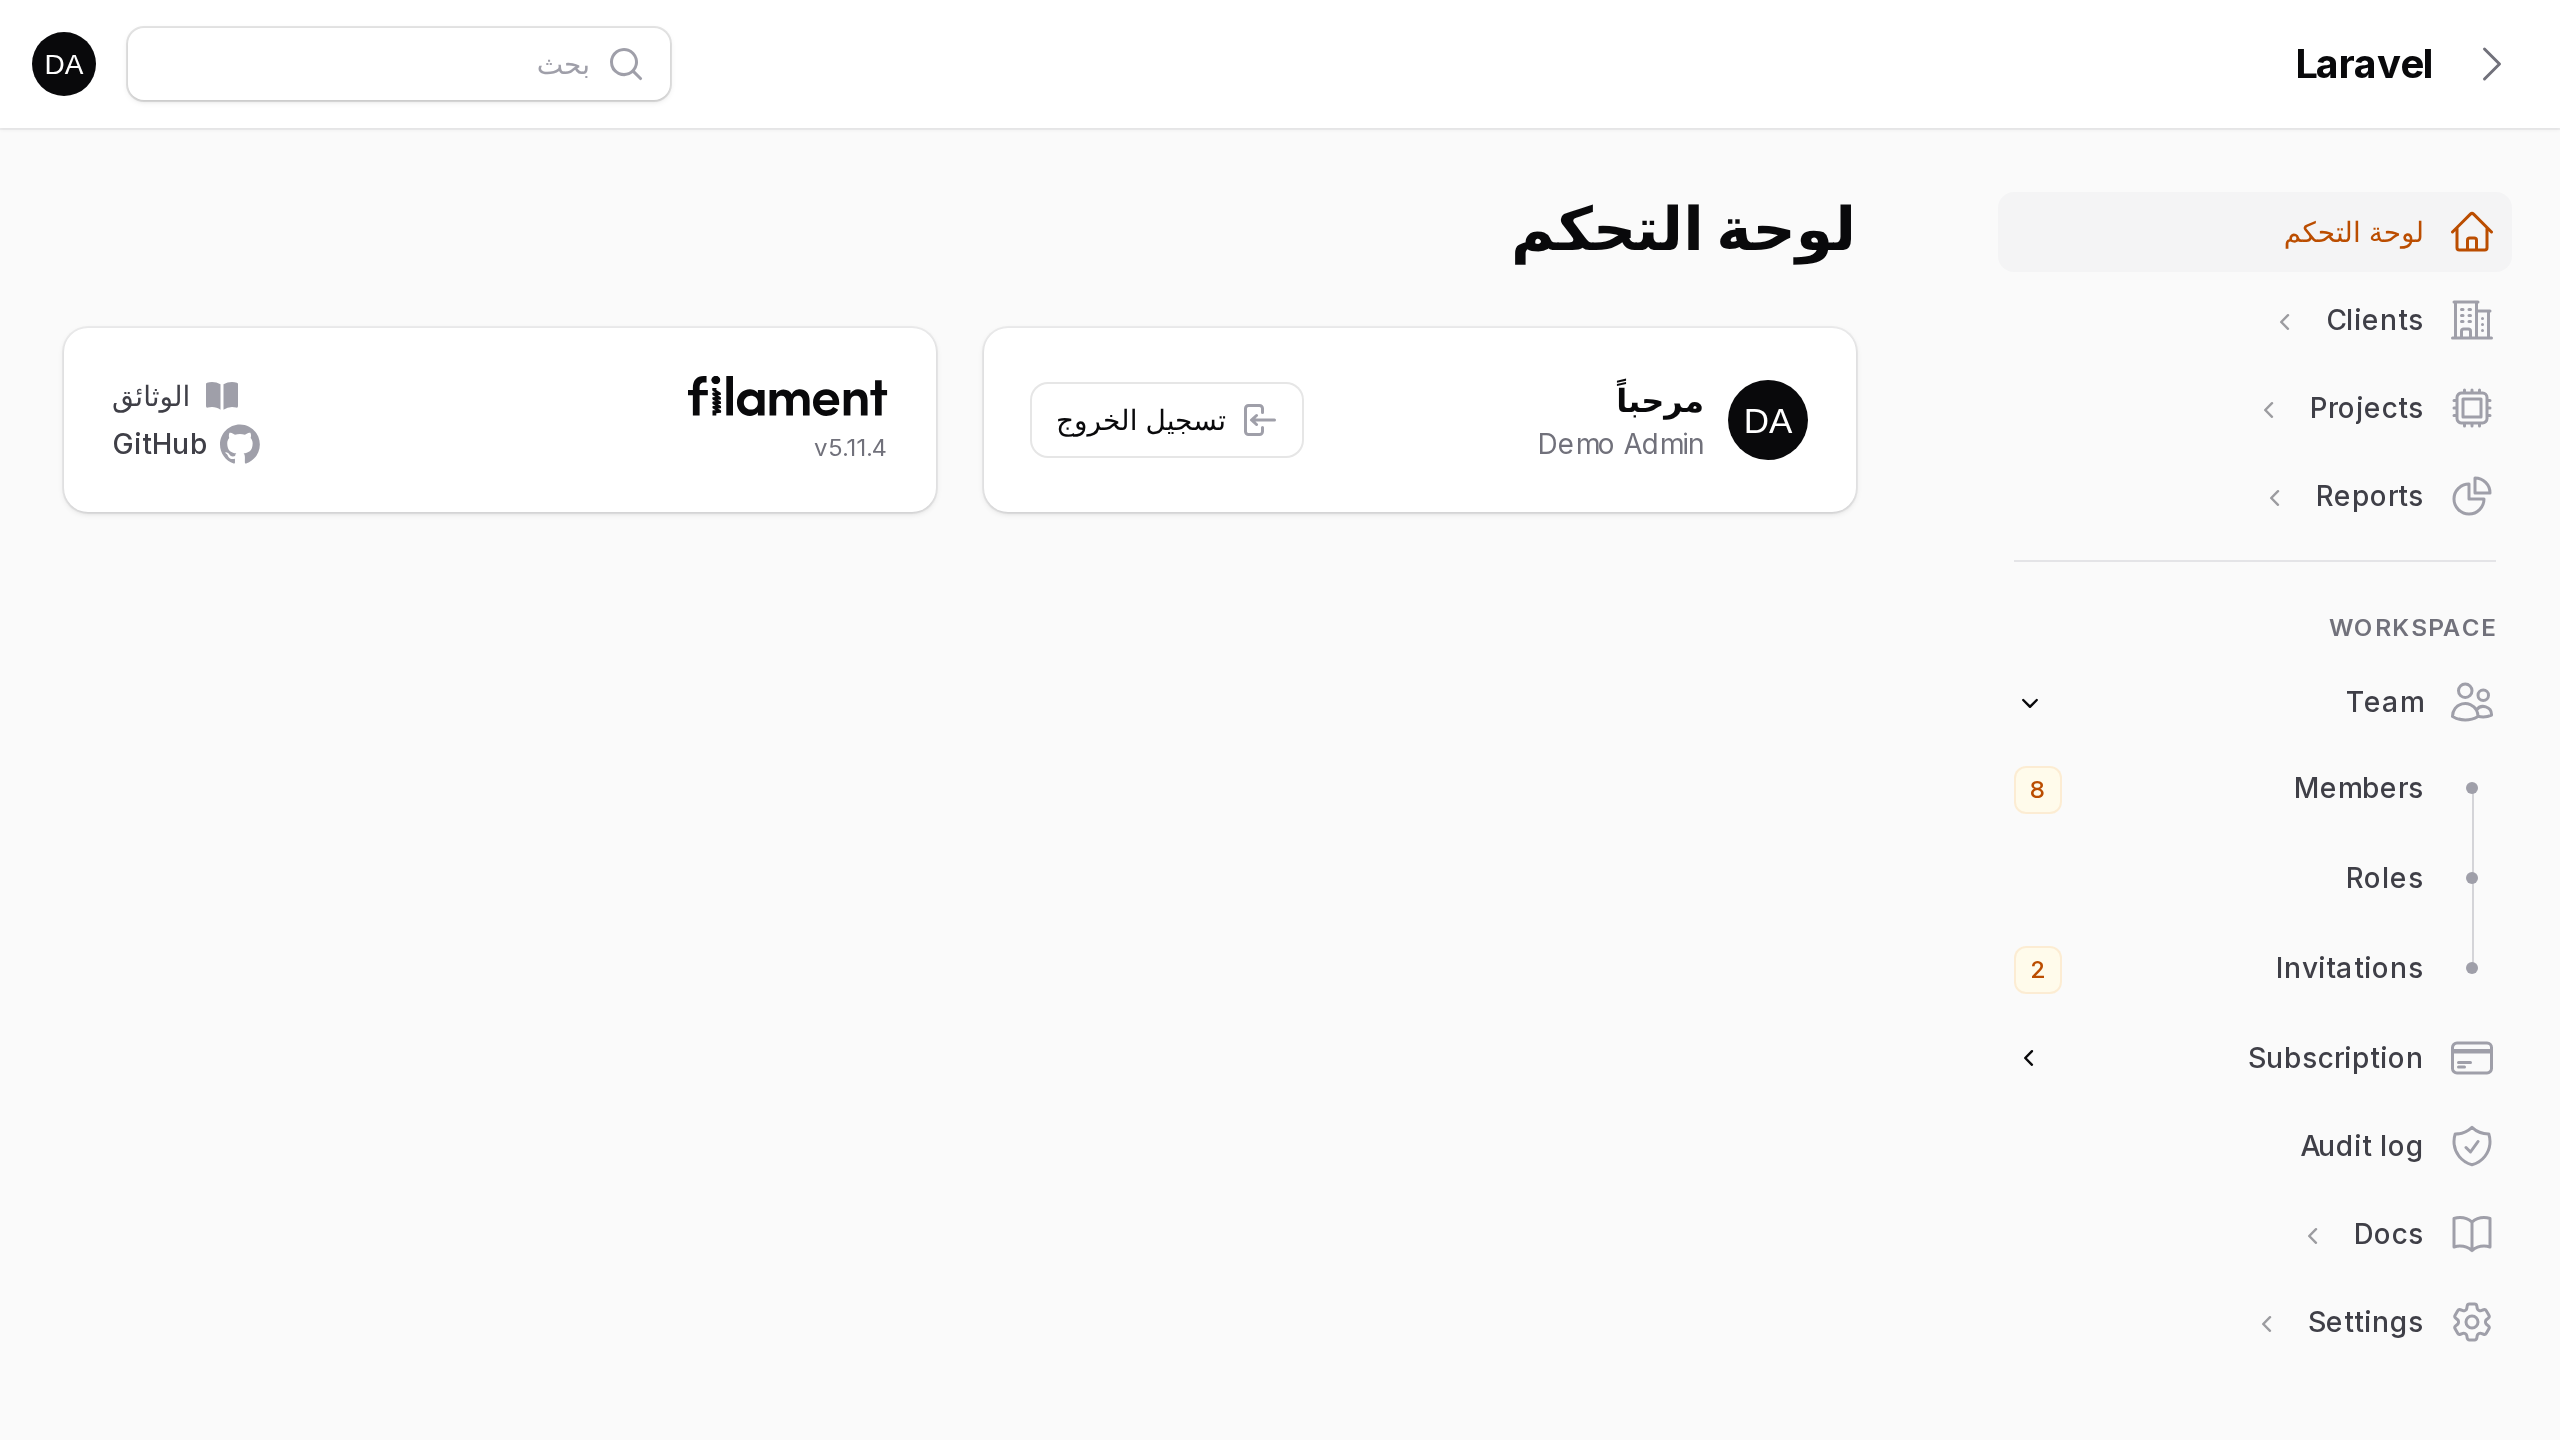 Laravel
بحث
DA
لوحة التحكم
Clients
Projects
Reports
WORKSPACE
Team
Members 8
Roles
Invitations 2
Subscription
Audit log
Docs
Settings
لوحة التحكم
DA
مرحباً
Demo Admin
تسجيل الخروج
filament
v5.11.4
الوثائق
GitHub